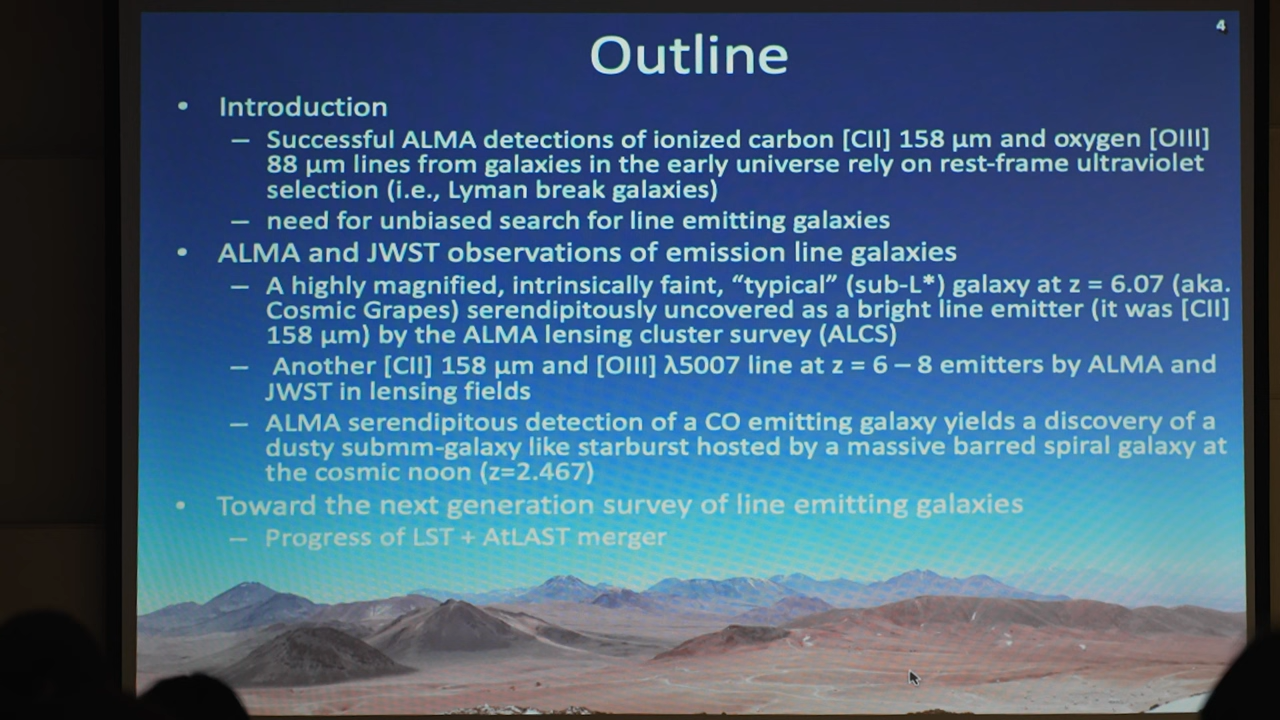 4
Outline
• Introduction
– Successful ALMA detections of ionized carbon [CII] 158 μm and oxygen [OIII]
88 μm lines from galaxies in the early universe rely on rest-frame ultraviolet
selection (i.e., Lyman break galaxies)
– need for unbiased search for line emitting galaxies
• ALMA and JWST observations of emission line galaxies
– A highly magnified, intrinsically faint, “typical” (sub-L*) galaxy at z = 6.07 (aka.
Cosmic Grapes) serendipitously uncovered as a bright line emitter (it was [CII]
158 μm) by the ALMA lensing cluster survey (ALCS)
– Another [CII] 158 μm and [OIII] λ5007 line at z = 6 – 8 emitters by ALMA and
JWST in lensing fields
– ALMA serendipitous detection of a CO emitting galaxy yields a discovery of a
dusty submm-galaxy like starburst hosted by a massive barred spiral galaxy at
the cosmic noon (z=2.467)
• Toward the next generation survey of line emitting galaxies
– Progress of LST + AtLAST merger